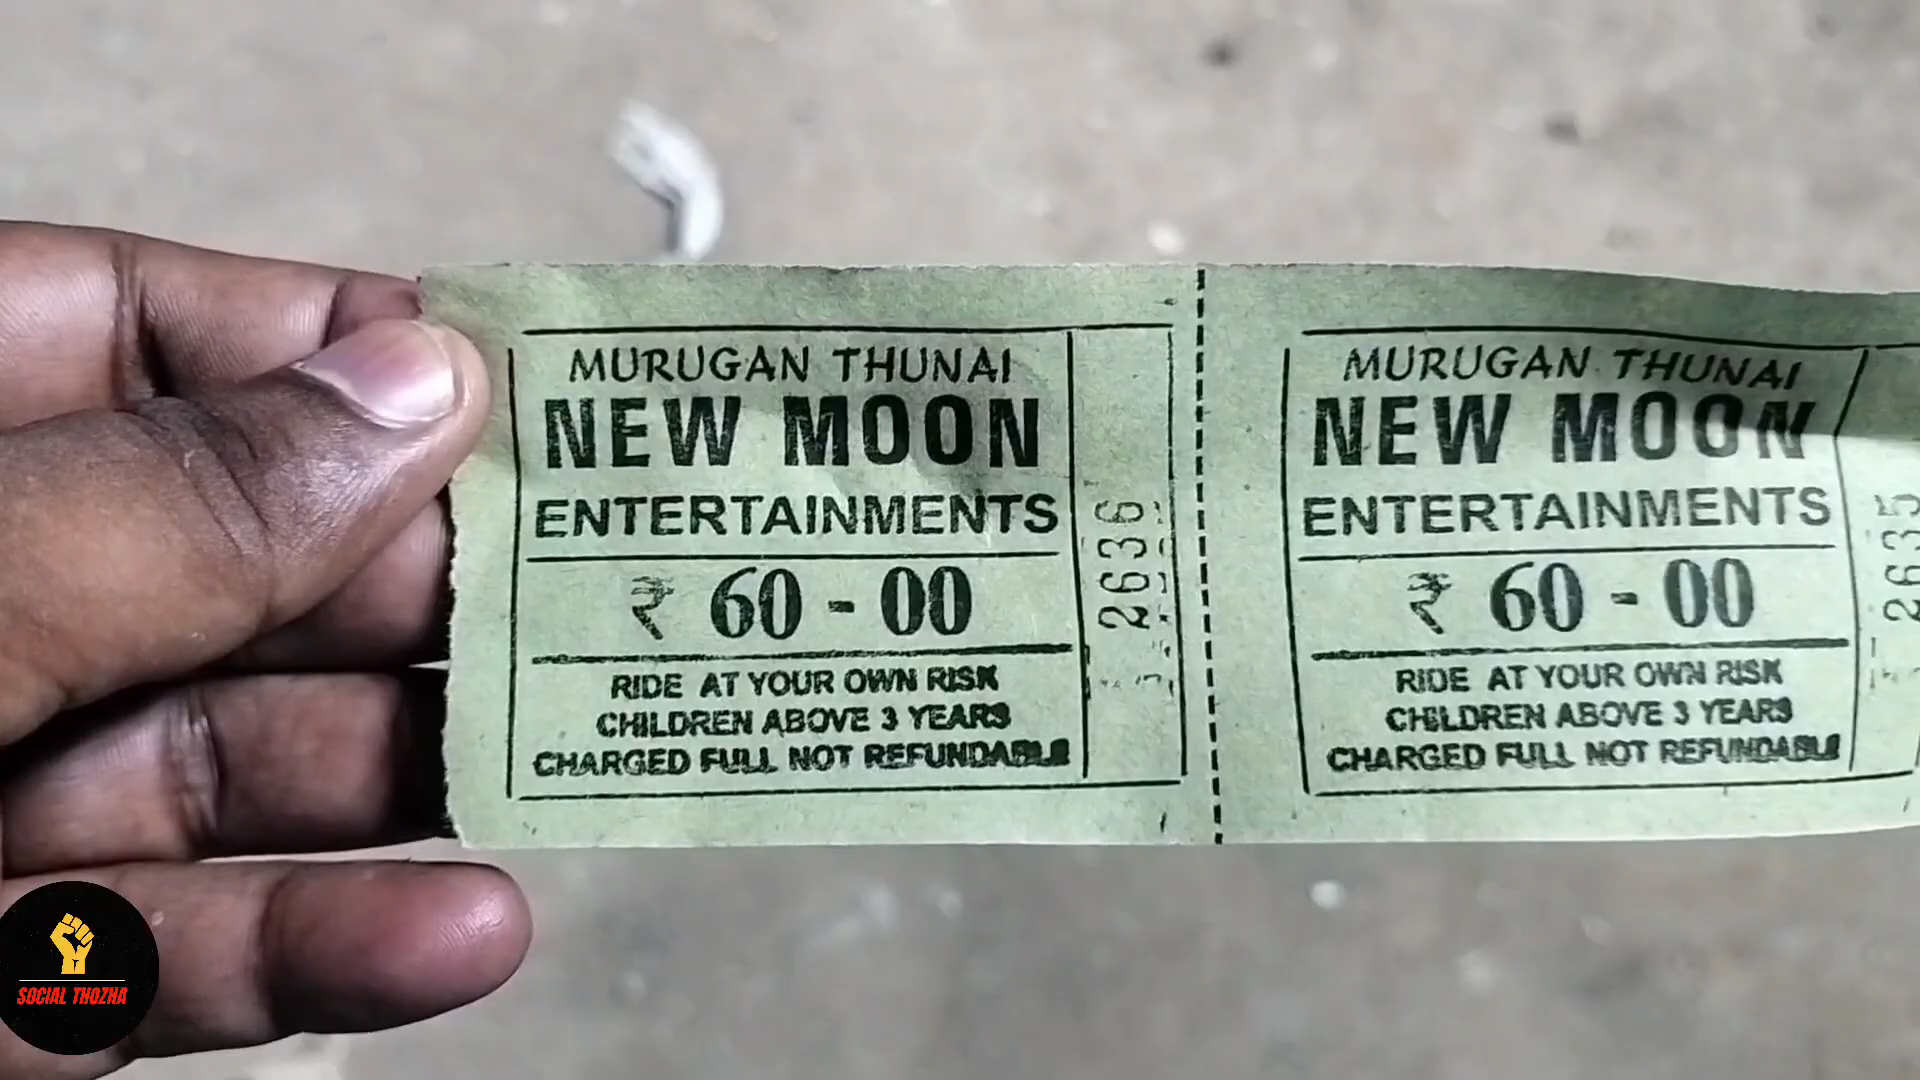 MURUGAN THUNAI
NEW MOON
ENTERTAINMENTS
₹ 60 - 00
RIDE AT YOUR OWN RISK
CHILDREN ABOVE 3 YEARS
CHARGED FULL NOT REFUNDABLE
2636
MURUGAN THUNAI
NEW MOON
ENTERTAINMENTS
₹ 60 - 00
RIDE AT YOUR OWN RISK
CHILDREN ABOVE 3 YEARS
CHARGED FULL NOT REFUNDABLE
2635
SOCIAL THOZHA